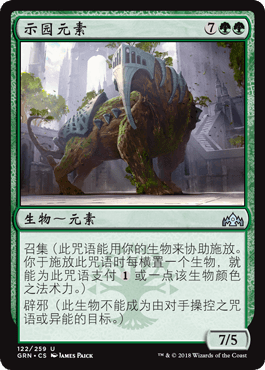 示园元素 7
生物～元素
召集（此咒语能用你的生物来协助施放。
你于施放此咒语时每横置一个生物，就
能为此咒语支付 1 或一点该生物颜色
之法术力。）
辟邪（此生物不能成为由对手操控之咒
语或异能的目标。）
7/5
122/259 U
GRN • CS JAMES PAICK
™ & © 2018 Wizards of the Coast